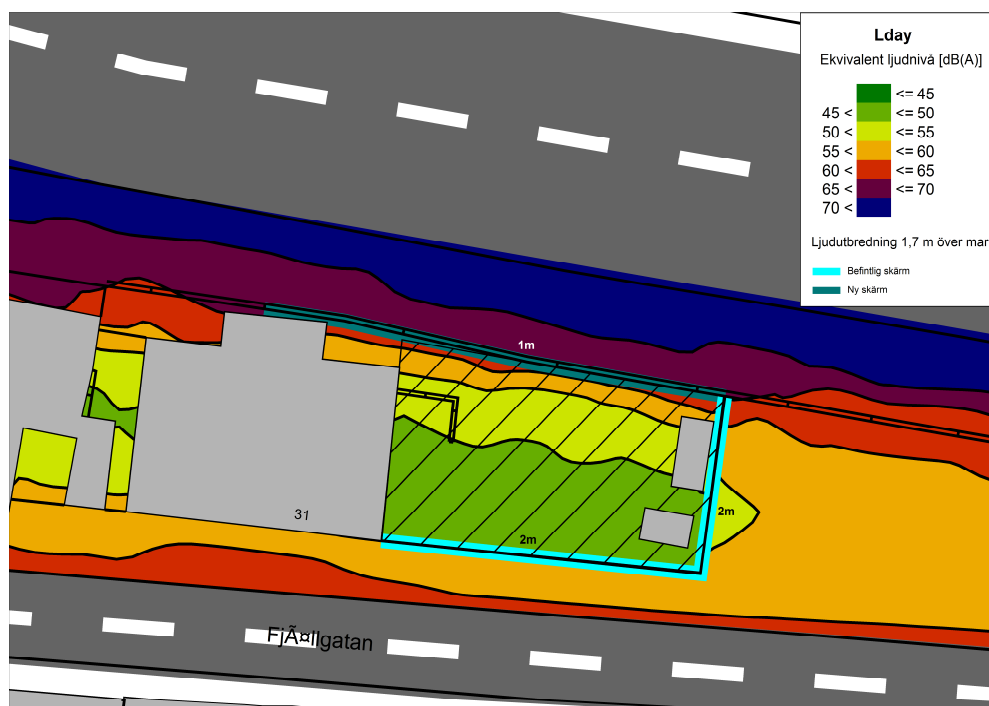 Lday
Ekvivalent ljudnivå [dB(A)]
<= 45
45 < <= 50
50 < <= 55
55 < <= 60
60 < <= 65
65 < <= 70
70 <
Ljudutbredning 1,7 m över mar
Befintlig skärm
Ny skärm
1m
31
2m
2m
FjÃ¤llgatan